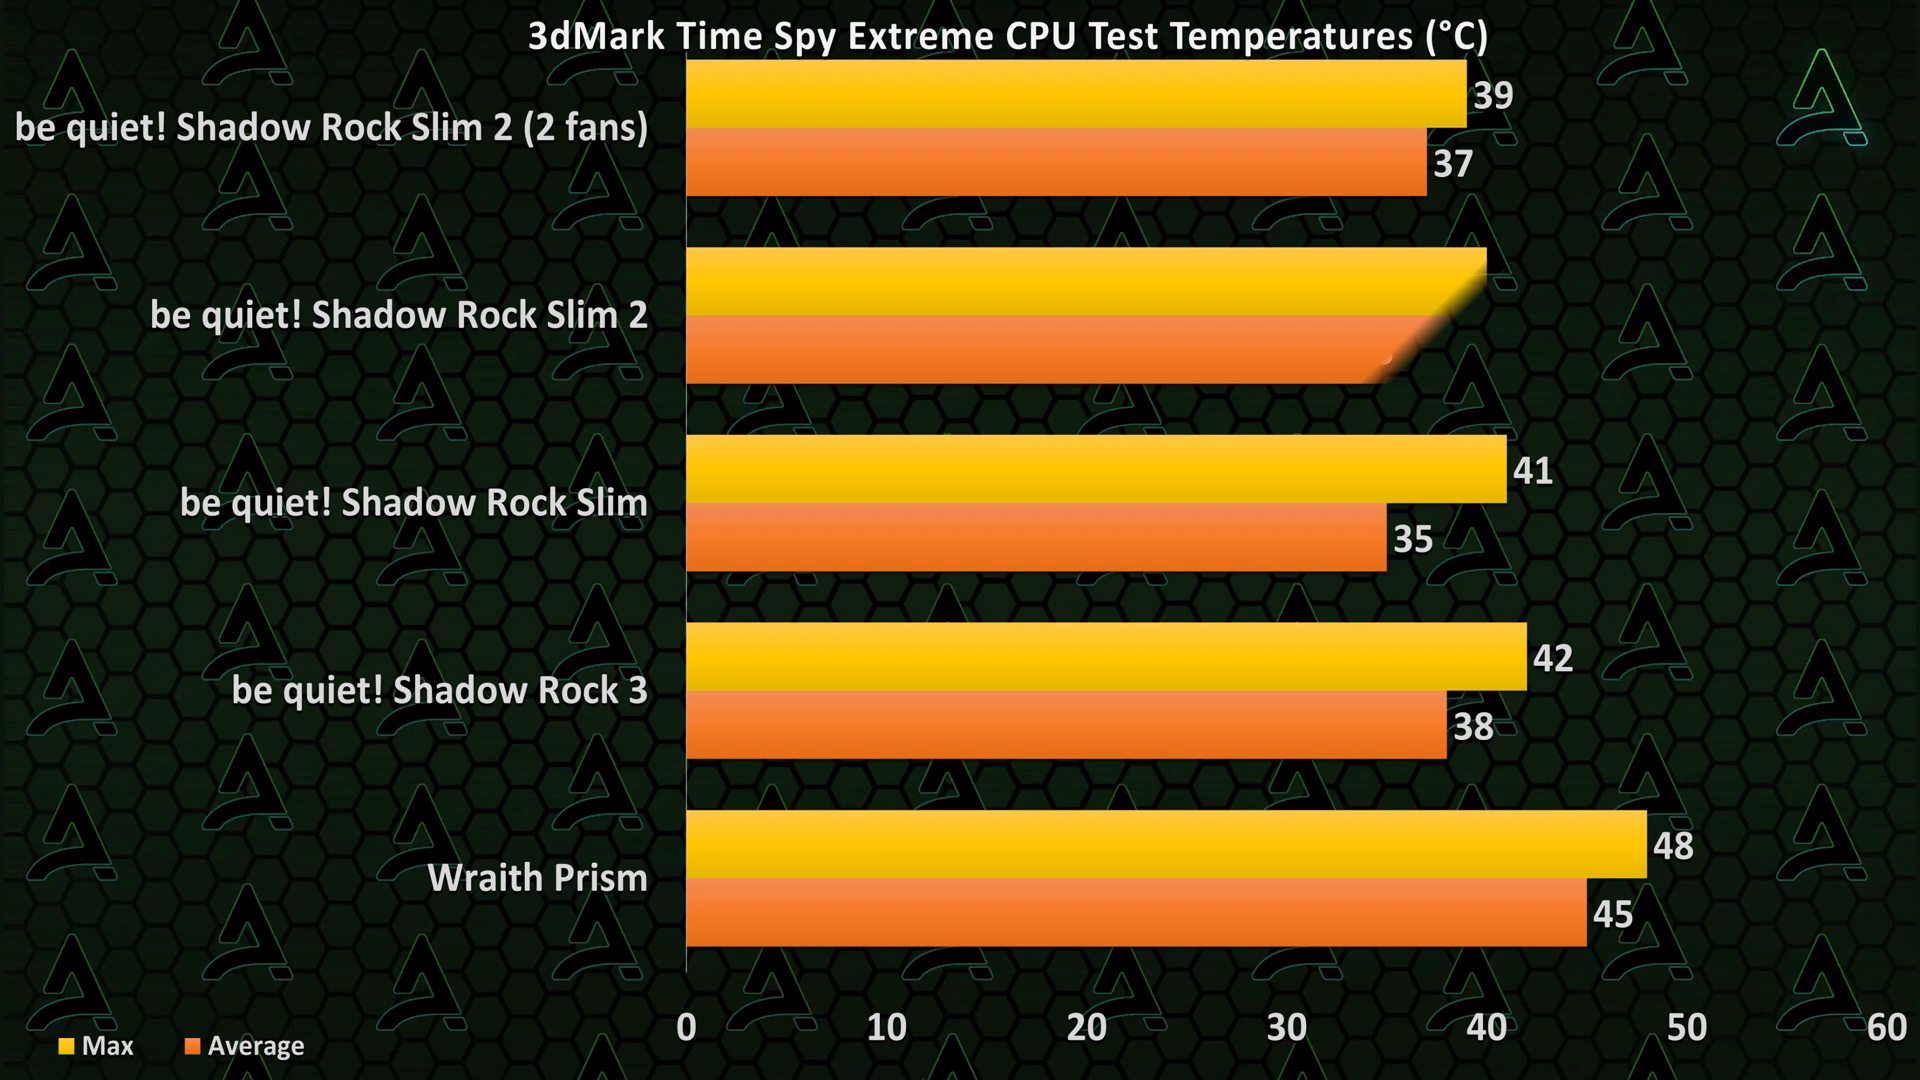 3dMark Time Spy Extreme CPU Test Temperatures (°C)
be quiet! Shadow Rock Slim 2 (2 fans)
39
37
be quiet! Shadow Rock Slim 2
be quiet! Shadow Rock Slim
41
35
be quiet! Shadow Rock 3
42
38
Wraith Prism
48
45
0 10 20 30 40 50 60
Max Average